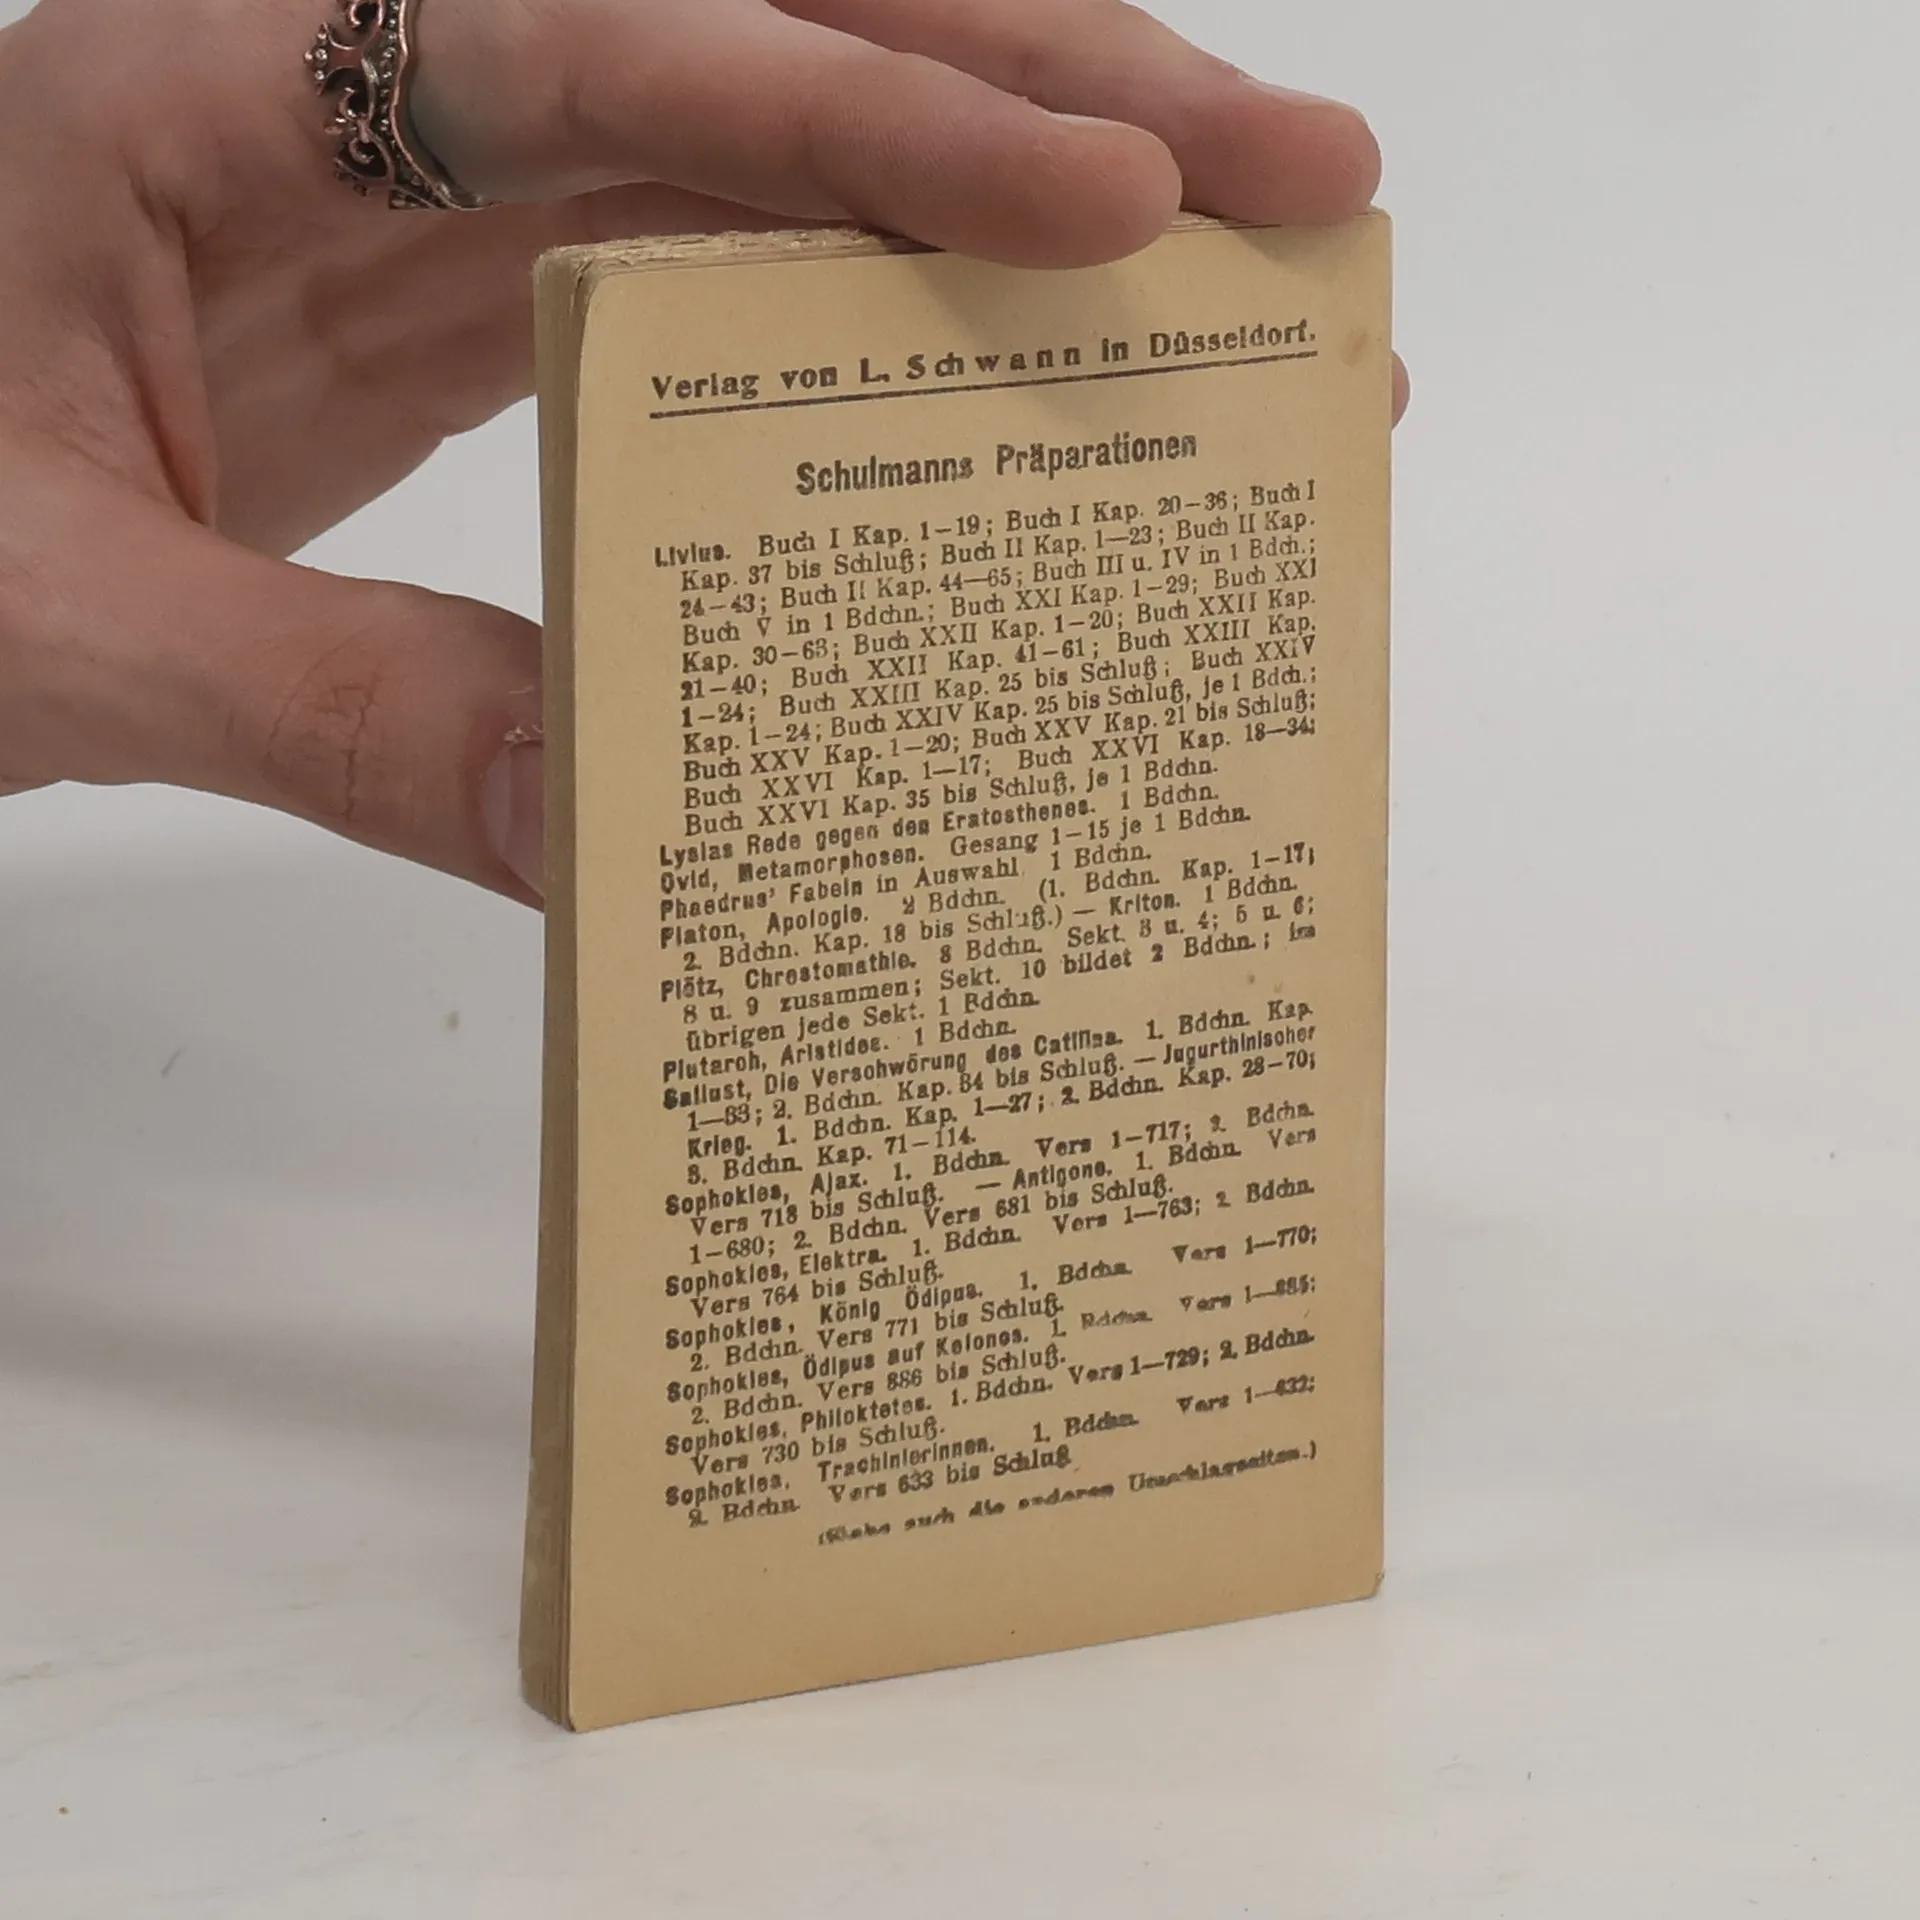 Verlag von L. Schwann in Düsseldorf.
Schulmanns Präparationen
Livius. Buch I Kap. 1–19; Buch I Kap. 20–36; Buch I
Kap. 37 bis Schluß; Buch II Kap. 1—23; Buch II Kap.
24–43; Buch II Kap. 44—65; Buch III u. IV in 1 Bdch.;
Buch V in 1 Bdchn.; Buch XXI Kap. 1–29; Buch XXI
Kap. 30–63; Buch XXII Kap. 1–20; Buch XXII Kap.
21–40; Buch XXII Kap. 41–61; Buch XXIII Kap.
1–24; Buch XXIII Kap. 25 bis Schluß; Buch XXIV
Kap. 1–24; Buch XXIV Kap. 25 bis Schluß, je 1 Bdch.;
Buch XXV Kap. 1–20; Buch XXV Kap. 21 bis Schluß;
Buch XXVI Kap. 1—17; Buch XXVI Kap. 18—34;
Buch XXVI Kap. 35 bis Schluß, je 1 Bdchn.
Lysias Rede gegen den Eratosthenes. 1 Bdchn.
Ovid, Metamorphosen. Gesang 1–15 je 1 Bdchn.
Phaedrus' Fabeln in Auswahl. 1 Bdchn.
Platon, Apologie. 2 Bdchn. (1. Bdchn. Kap. 1–17;
2. Bdchn. Kap. 18 bis Schluß.) — Kriton. 1 Bdchn.
Plötz, Chrestomathie. 8 Bdchn. Sekt. 3 u. 4; 5 u. 6;
8 u. 9 zusammen; Sekt. 10 bildet 2 Bdchn.; im
übrigen jede Sekt. 1 Bdchn.
Plutarch, Aristides. 1 Bdchn.
Sallust, Die Verschwörung des Catilina. 1. Bdchn. Kap.
1—33; 2. Bdchn. Kap. 34 bis Schluß. — Jugurthinischer
Krieg. 1. Bdchn. Kap. 1—27; 2. Bdchn. Kap. 28–70;
3. Bdchn. Kap. 71–114.
Sophokles, Ajax. 1. Bdchn. Vers 1–717; 2. Bdchn.
Vers 718 bis Schluß. — Antigone. 1. Bdchn. Vers
1–680; 2. Bdchn. Vers 681 bis Schluß.
Sophokles, Elektra. 1. Bdchn. Vers 1—763; 2. Bdchn.
Vers 764 bis Schluß.
Sophokles, König Ödipus. 1. Bdchn. Vers 1—770;
2. Bdchn. Vers 771 bis Schluß.
Sophokles, Ödipus auf Kolonos. 1. Bdchn. Vers 1—885;
2. Bdchn. Vers 886 bis Schluß.
Sophokles, Philoktetes. 1. Bdchn. Vers 1—729; 2. Bdchn.
Vers 730 bis Schluß.
Sophokles, Trachinierinnen. 1. Bdchn. Vers 1—632;
2. Bdchn. Vers 633 bis Schluß
(Siehe auch die anderen Umschlagseiten.)